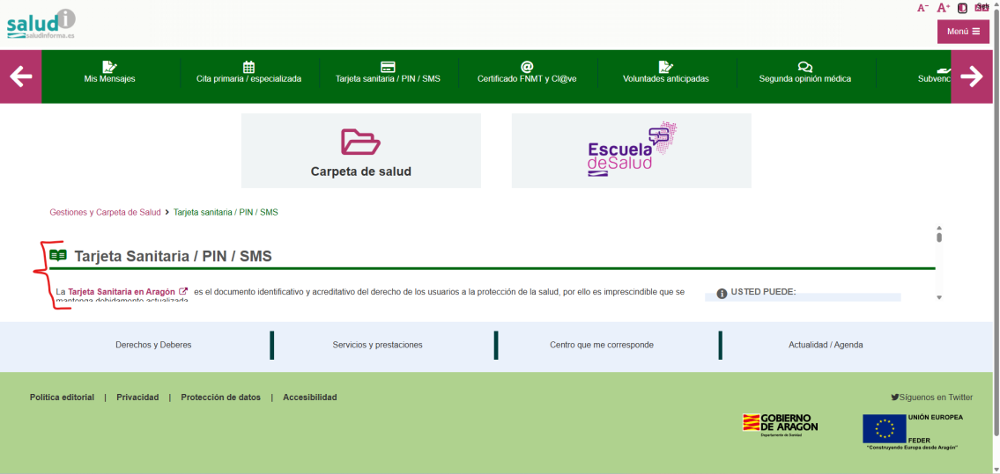 A- A+
salud i
saludinforma.es
Menú
Mis Mensajes
Cita primaria / especializada
Tarjeta sanitaria / PIN / SMS
Certificado FNMT y Cl@ve
Voluntades anticipadas
Segunda opinión médica
Subvenc
Carpeta de salud
Escuela
deSalud
Gestiones y Carpeta de Salud > Tarjeta sanitaria / PIN / SMS
Tarjeta Sanitaria / PIN / SMS
La Tarjeta Sanitaria en Aragón es el documento identificativo y acreditativo del derecho de los usuarios a la protección de la salud, por ello es imprescindible que se
mantenga debidamente actualizada
USTED PUEDE:
Derechos y Deberes
Servicios y prestaciones
Centro que me corresponde
Actualidad / Agenda
Política editorial | Privacidad | Protección de datos | Accesibilidad
Síguenos en Twitter
GOBIERNO
DE ARAGON
Departamento de Sanidad
UNIÓN EUROPEA
FEDER
"Construyendo Europa desde Aragón"